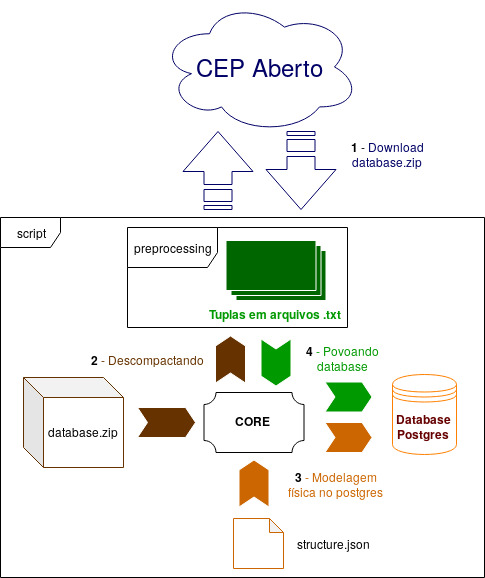 CEP Aberto
1 - Download
database.zip
script
preprocessing
Tuplas em arquivos .txt
2 - Descompactando
4 - Povoando
database
database.zip
CORE
Database
Postgres
3 - Modelagem
física no postgres
structure.json